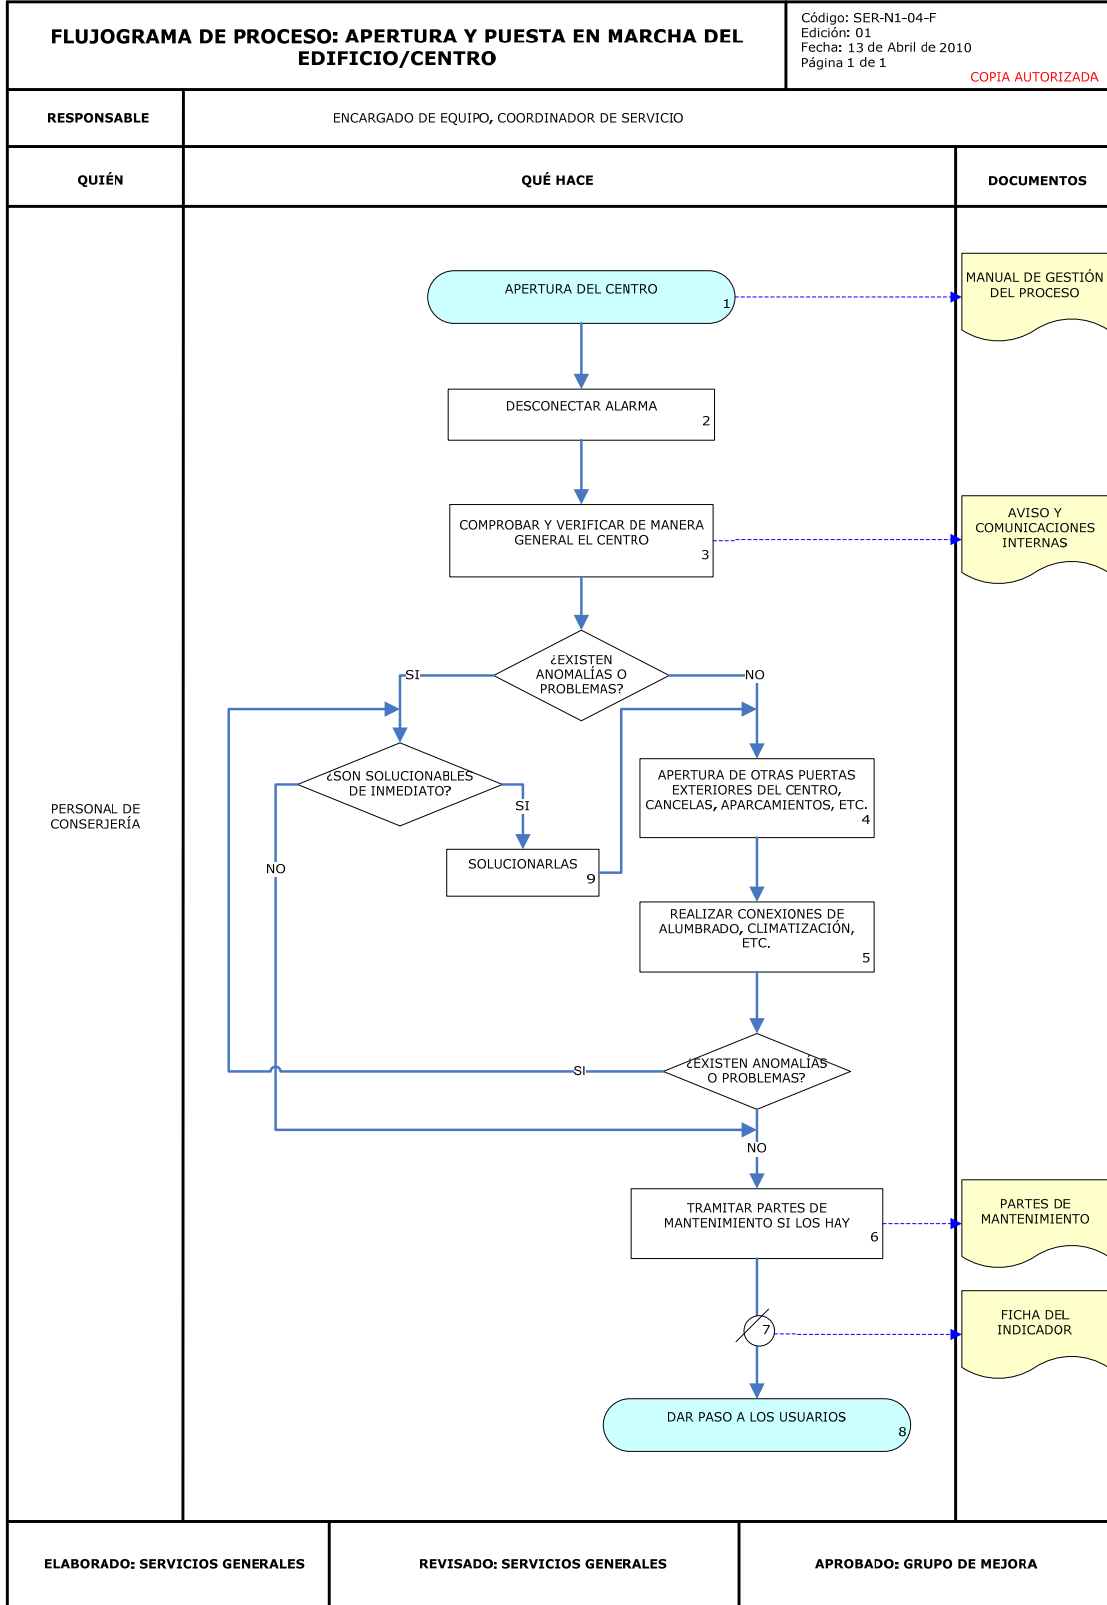 FLUJOGRAMA DE PROCESO: APERTURA Y PUESTA EN MARCHA DEL
EDIFICIO/CENTRO
Código: SER-N1-04-F
Edición: 01
Fecha: 13 de Abril de 2010
Página 1 de 1
COPIA AUTORIZADA
RESPONSABLE
ENCARGADO DE EQUIPO, COORDINADOR DE SERVICIO
QUIÉN
QUÉ HACE
DOCUMENTOS
APERTURA DEL CENTRO
1
MANUAL DE GESTIÓN
DEL PROCESO
DESCONECTAR ALARMA
2
COMPROBAR Y VERIFICAR DE MANERA
GENERAL EL CENTRO
3
AVISO Y
COMUNICACIONES
INTERNAS
¿EXISTEN
ANOMALÍAS O
PROBLEMAS?
SI
NO
¿SON SOLUCIONABLES
DE INMEDIATO?
SI
NO
APERTURA DE OTRAS PUERTAS
EXTERIORES DEL CENTRO,
CANCELAS, APARCAMIENTOS, ETC.
4
PERSONAL DE
CONSERJERÍA
SOLUCIONARLAS
9
REALIZAR CONEXIONES DE
ALUMBRADO, CLIMATIZACIÓN,
ETC.
5
¿EXISTEN ANOMALÍAS
O PROBLEMAS?
SI
NO
TRAMITAR PARTES DE
MANTENIMIENTO SI LOS HAY
6
PARTES DE
MANTENIMIENTO
7
FICHA DEL
INDICADOR
DAR PASO A LOS USUARIOS
8
ELABORADO: SERVICIOS GENERALES
REVISADO: SERVICIOS GENERALES
APROBADO: GRUPO DE MEJORA